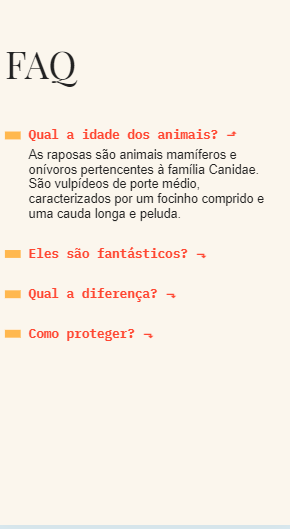 FAQ
Qual a idade dos animais? ⬏
As raposas são animais mamíferos e
onívoros pertencentes à família Canidae.
São vulpídeos de porte médio,
caracterizados por um focinho comprido e
uma cauda longa e peluda.
Eles são fantásticos? ⬎
Qual a diferença? ⬎
Como proteger? ⬎